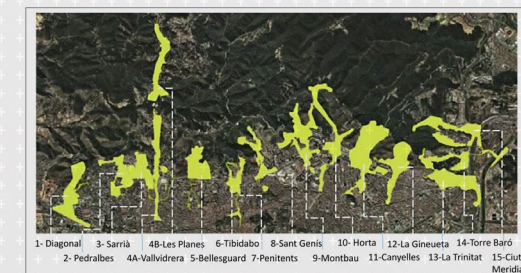 1- Diagonal 3- Sarrià 4B-Les Planes 6-Tibidabo 8-Sant Genís 10- Horta 12-La Gineueta 14-Torre Baró
2- Pedralbes 4A-Vallvidrera 5-Bellesguard 7-Penitents 9-Montbau 11-Canyelles 13-La Trinitat 15-Ciut
Meridi